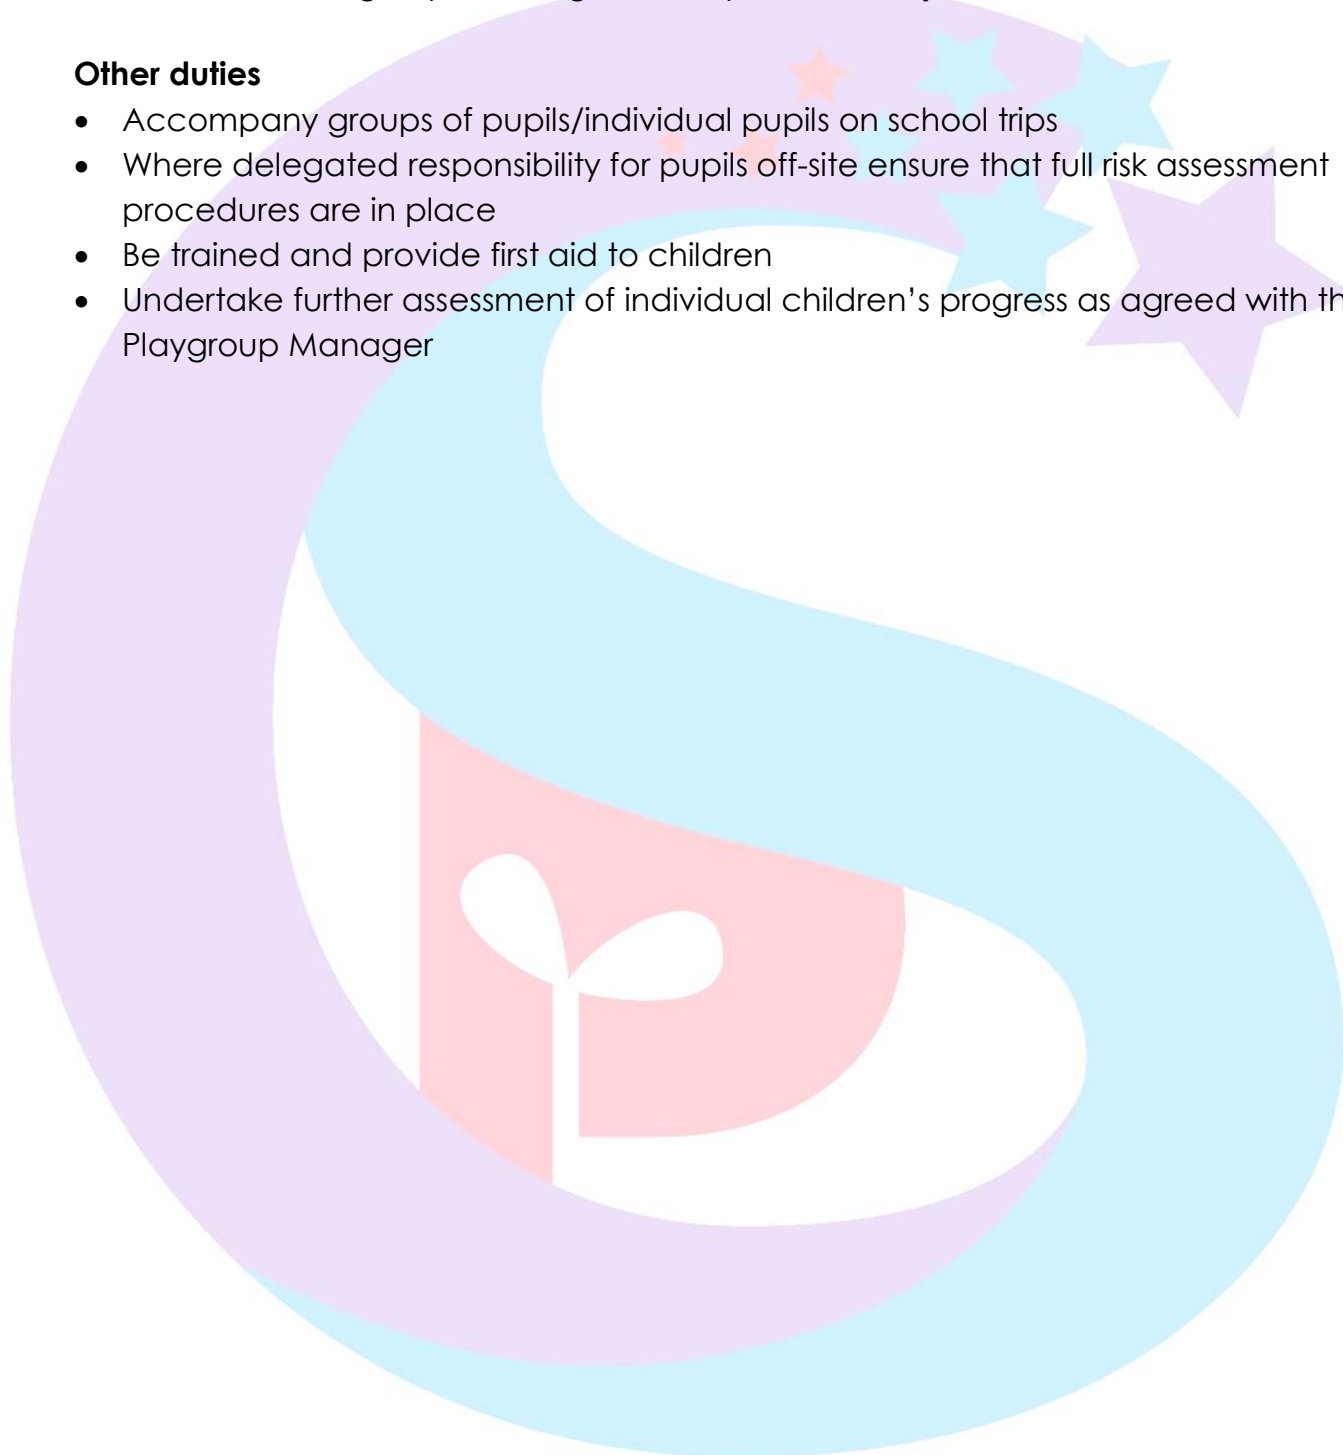 Other duties
• Accompany groups of pupils/individual pupils on school trips
• Where delegated responsibility for pupils off-site ensure that full risk assessment
procedures are in place
• Be trained and provide first aid to children
• Undertake further assessment of individual children’s progress as agreed with th
Playgroup Manager